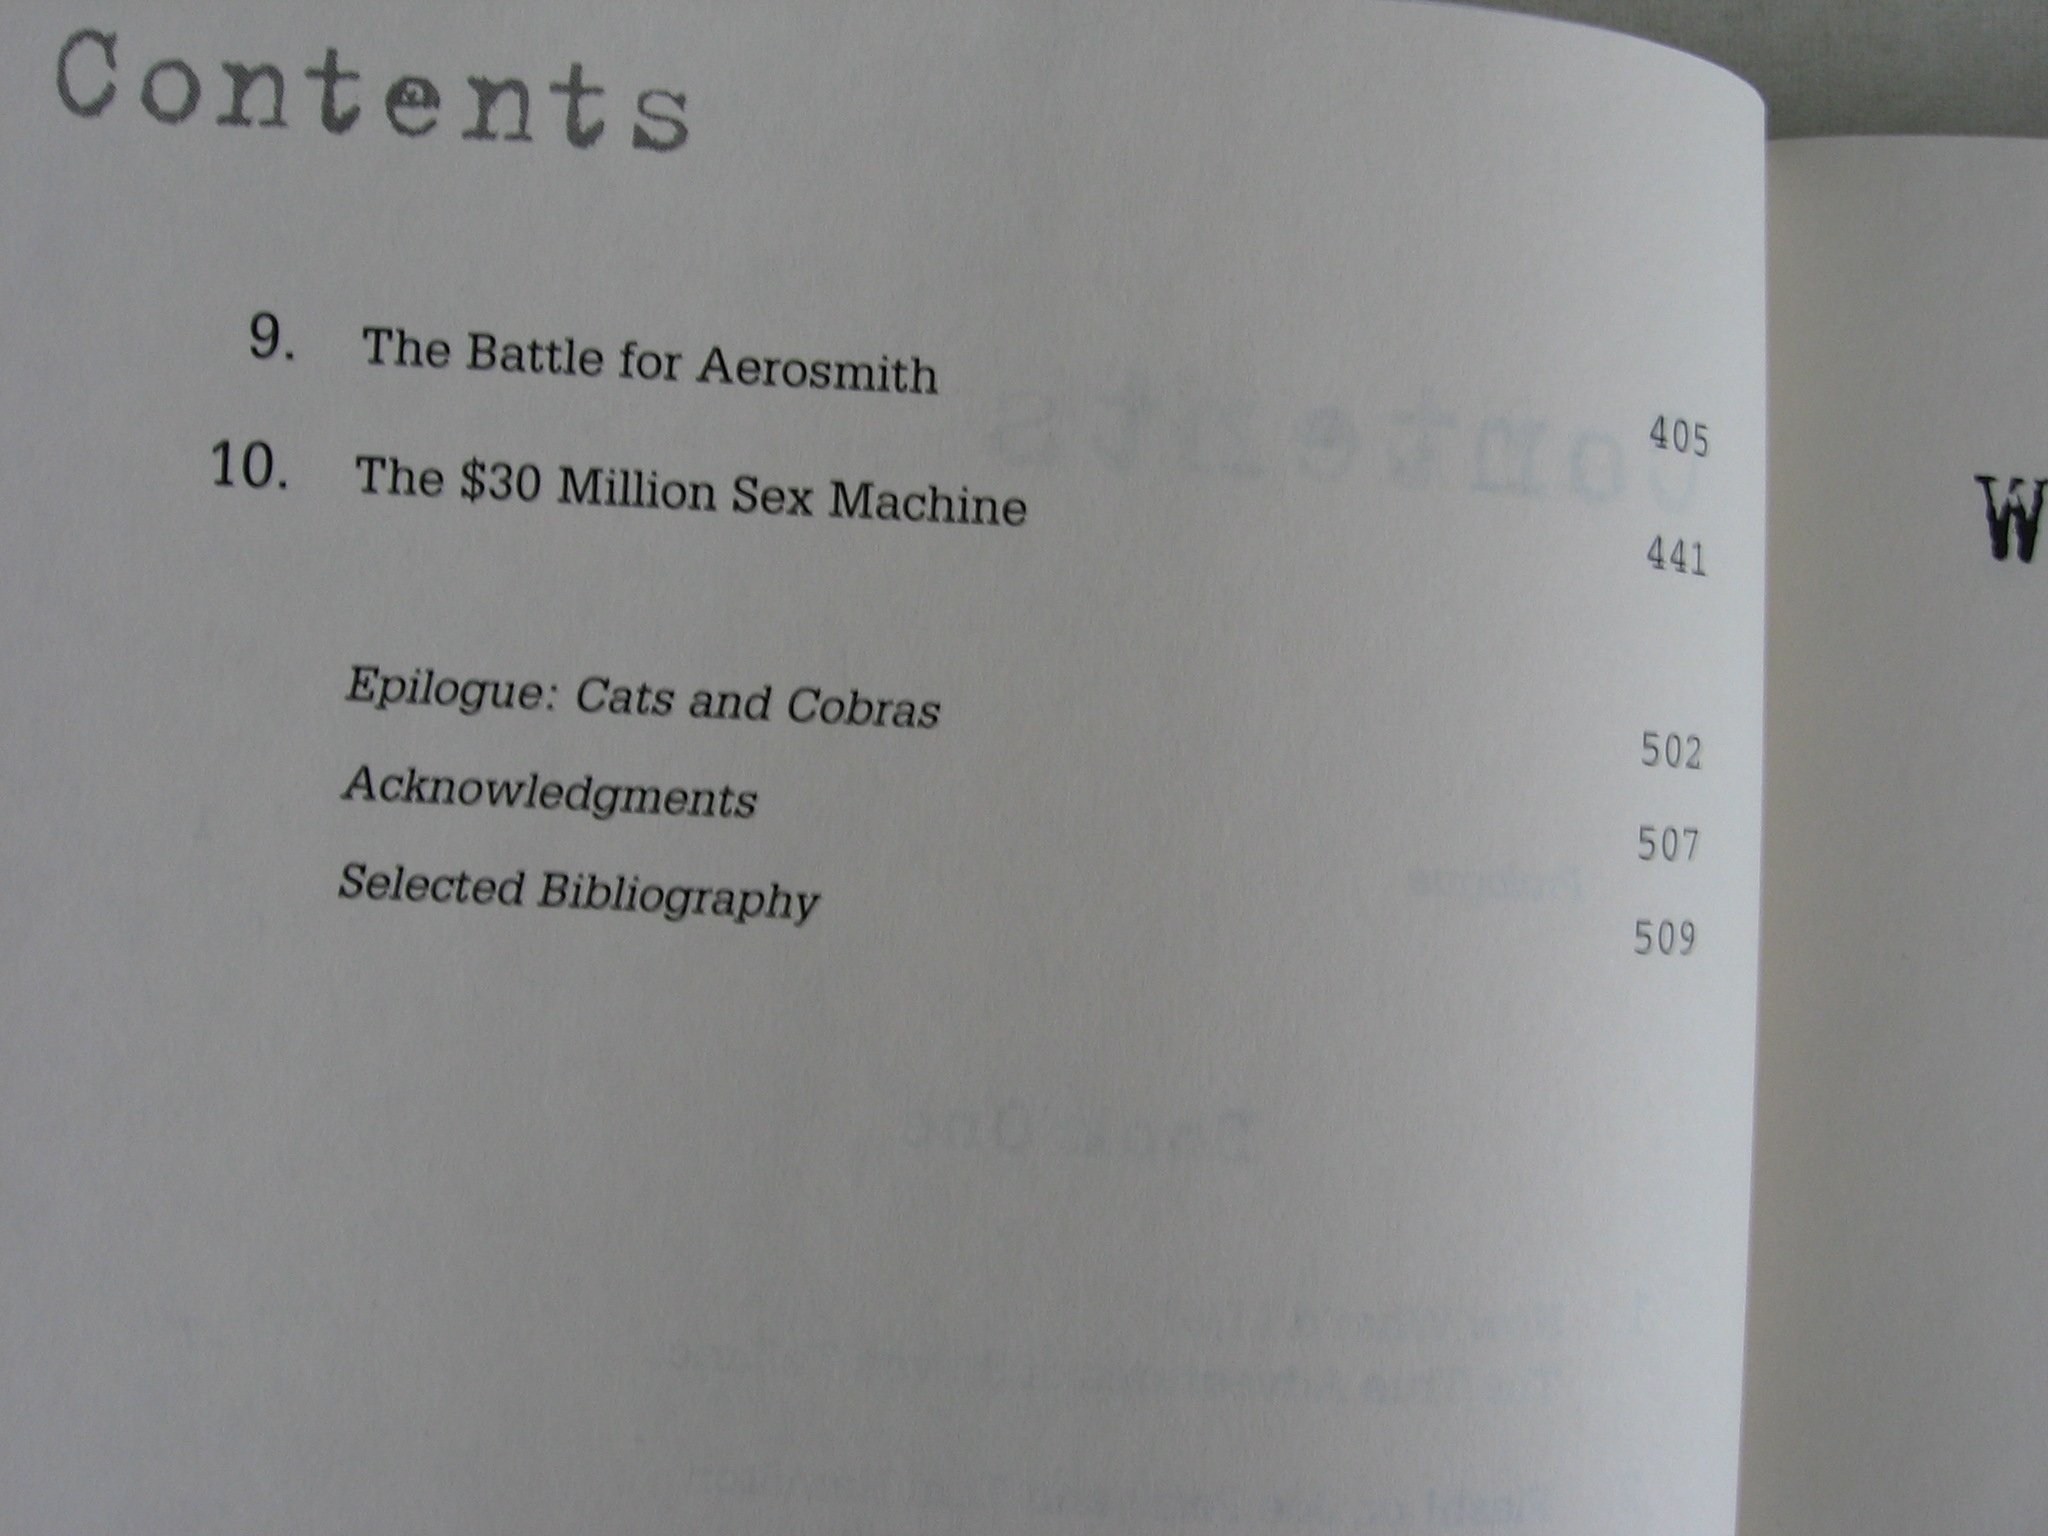 Contents
9. The Battle for Aerosmith 405
10. The $30 Million Sex Machine 441
Epilogue: Cats and Cobras 502
Acknowledgments 507
Selected Bibliography 509
W